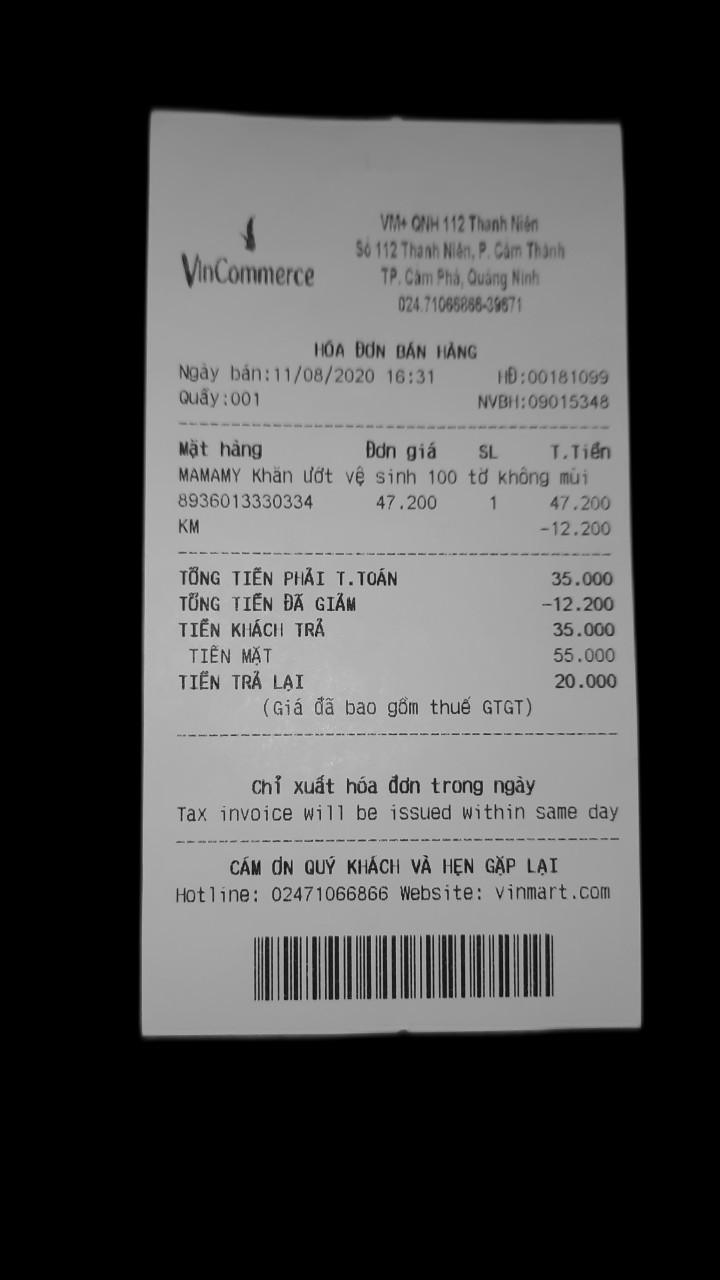 VinCommerce
VM+ QNH 112 Thanh Niên
Số 112 Thanh Niên, P. Cẩm Thành
TP. Cẩm Phả, Quảng Ninh
024.71066866-39671
HÓA ĐƠN BÁN HÀNG
Ngày bán:11/08/2020 16:31 HĐ:00181099
Quầy:001 NVBH:09015348
Mặt hàng Đơn giá SL T.Tiền
MAMAMY Khăn ướt vệ sinh 100 tờ không mùi
8936013330334 47.200 1 47.200
KM -12.200
TỔNG TIỀN PHẢI T.TOÁN 35.000
TỔNG TIỀN ĐÃ GIẢM -12.200
TIỀN KHÁCH TRẢ 35.000
TIỀN MẶT 55.000
TIỀN TRẢ LẠI 20.000
(Giá đã bao gồm thuế GTGT)
Chỉ xuất hóa đơn trong ngày
Tax invoice will be issued within same day
CÁM ƠN QUÝ KHÁCH VÀ HẸN GẶP LẠI
Hotline: 02471066866 Website: vinmart.com